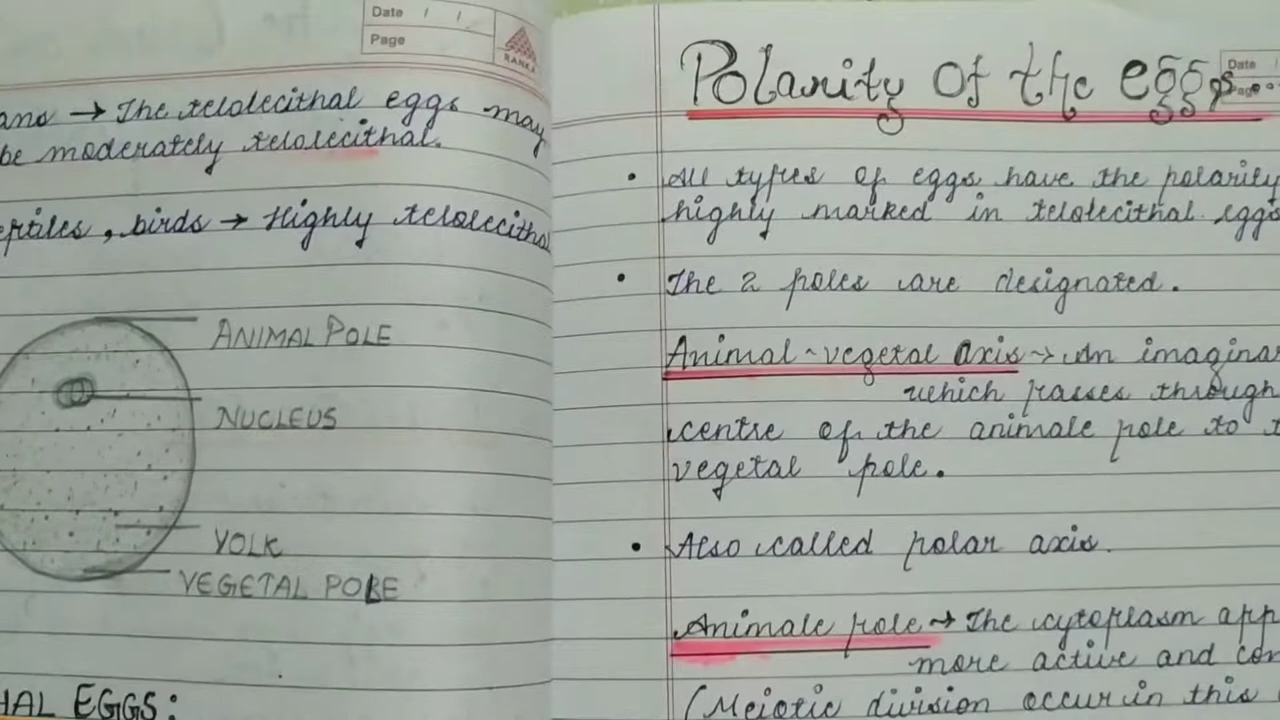 Date / /
Page
RANKA
ans → The telolecithal eggs may
be moderately telolecithal.
eptiles, birds → Highly telolecithal
ANIMAL POLE
NUCLEUS
YOLK
VEGETAL POLE
HAL EGGS:
Date /
Polarity of the eggs
• All types of eggs have the polarity
highly marked in telolecithal eggs
• The 2 poles are designated.
Animal-vegetal axis → An imagina
which passes through
centre of the animale pole to t
vegetal pole.
• Also called polar axis.
Animale pole → The cytoplasm app
more active and con
(Meiotic division occur in this